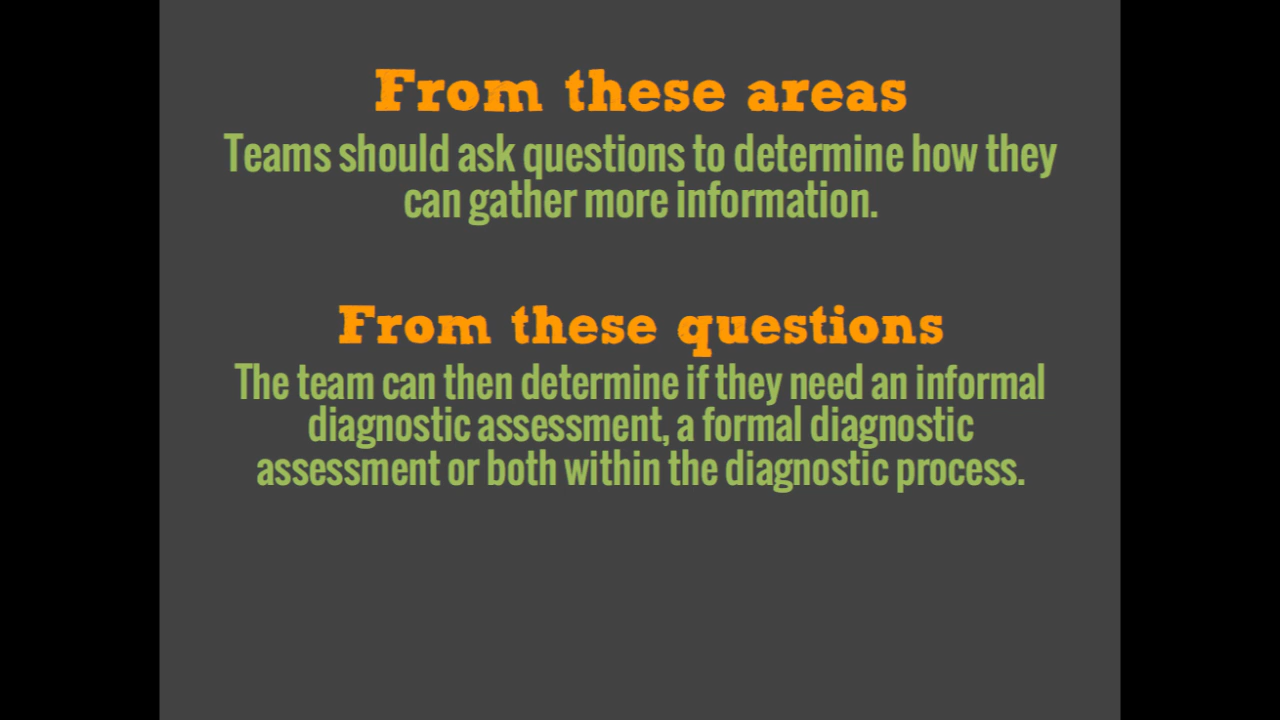 From these areas
Teams should ask questions to determine how they
can gather more information.
From these questions
The team can then determine if they need an informal
diagnostic assessment, a formal diagnostic
assessment or both within the diagnostic process.